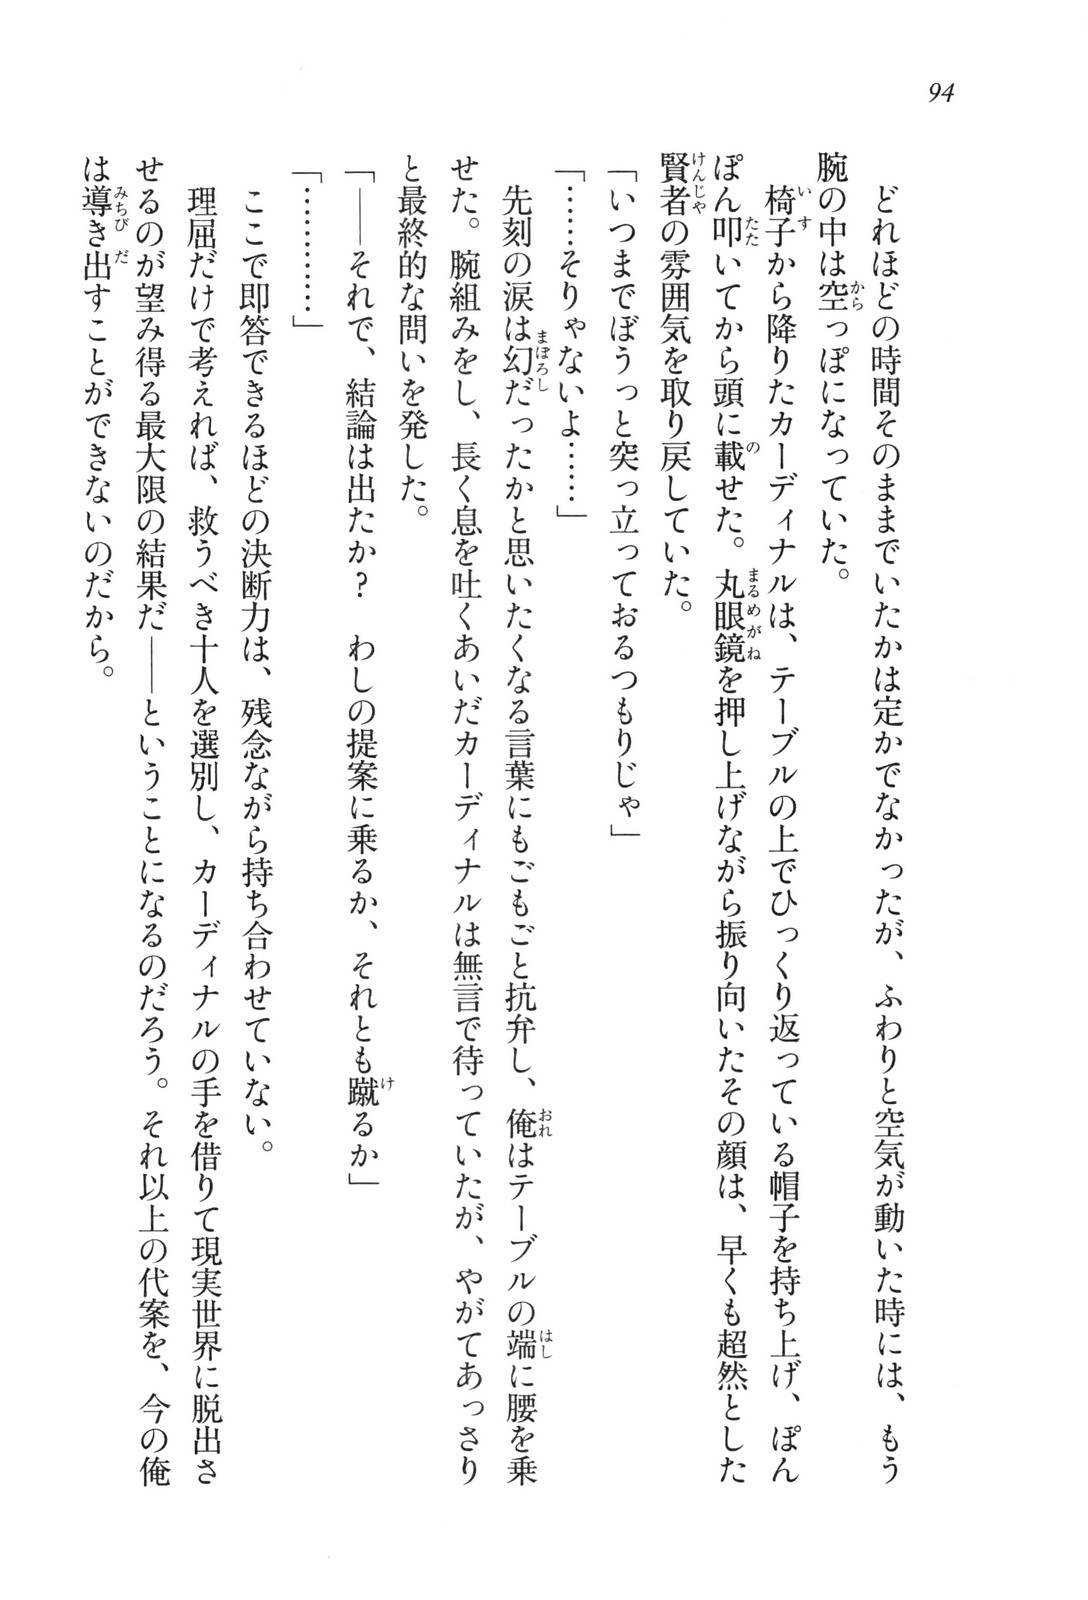 94
どれほどの時間そのままでいたかは定かでなかったが、ふわりと空気が動いた時には、もう
腕の中は空っぽになっていた。
椅子から降りたカーディナルは、テーブルの上でひっくり返っている帽子を持ち上げ、ぽん
ぽん叩いてから頭に載せた。丸眼鏡を押し上げながら振り向いたその顔は、早くも超然とした
賢者の雰囲気を取り戻していた。
「いつまでぼうっと突っ立っておるつもりじゃ」
「……そりゃないよ……」
先刻の涙は幻だったかと思いたくなる言葉にもごもごと抗弁し、俺はテーブルの端に腰を乗
せた。腕組みをし、長く息を吐くあいだカーディナルは無言で待っていたが、やがてあっさり
と最終的な問いを発した。
「――それで、結論は出たか？　わしの提案に乗るか、それとも蹴るか」
「…………」
ここで即答できるほどの決断力は、残念ながら持ち合わせていない。
理屈だけで考えれば、救うべき十人を選別し、カーディナルの手を借りて現実世界に脱出さ
せるのが望み得る最大限の結果だ――ということになるのだろう。それ以上の代案を、今の俺
は導き出すことができないのだから。